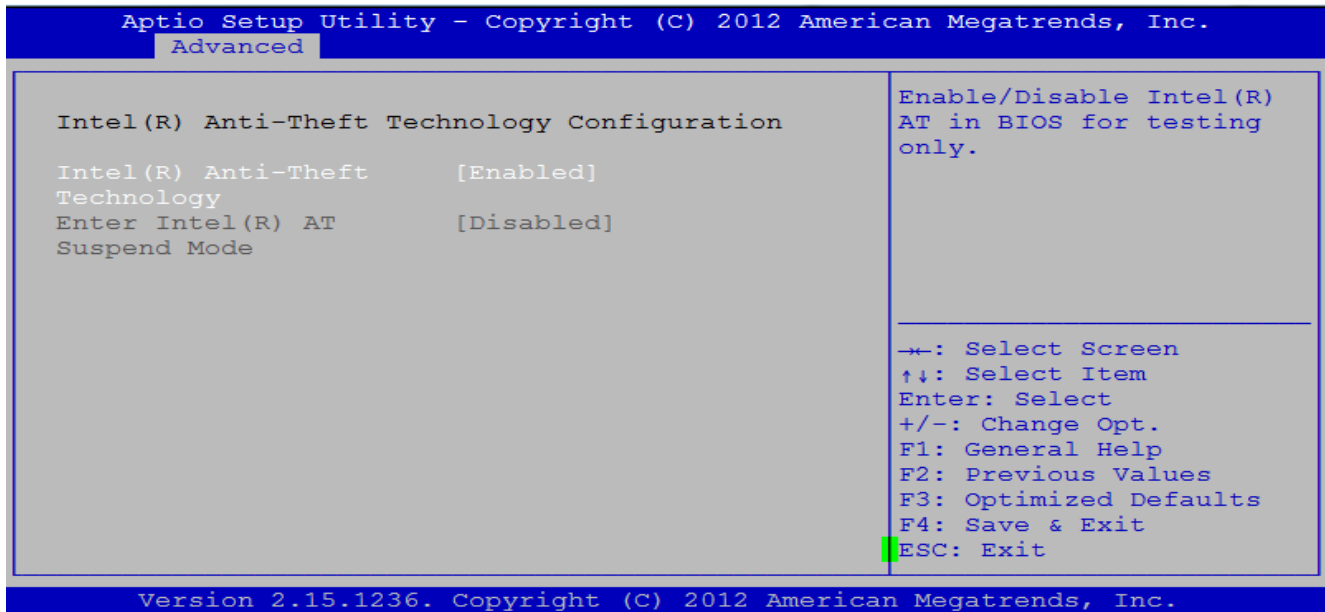 Aptio Setup Utility - Copyright (C) 2012 American Megatrends, Inc.
Advanced
Intel(R) Anti-Theft Technology Configuration
Intel(R) Anti-Theft [Enabled]
Technology
Enter Intel(R) AT [Disabled]
Suspend Mode
Enable/Disable Intel(R)
AT in BIOS for testing
only.
→←: Select Screen
↑↓: Select Item
Enter: Select
+/-: Change Opt.
F1: General Help
F2: Previous Values
F3: Optimized Defaults
F4: Save & Exit
ESC: Exit
Version 2.15.1236. Copyright (C) 2012 American Megatrends, Inc.